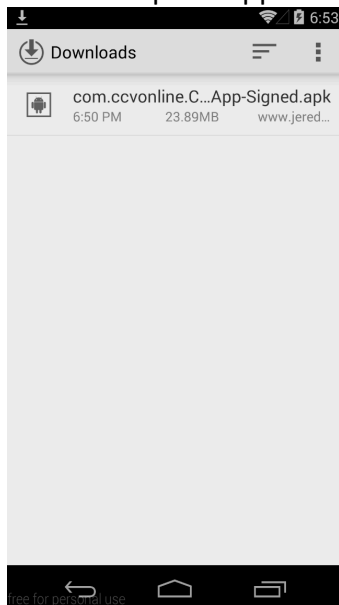 6:53
Downloads
com.ccvonline.C...App-Signed.apk
6:50 PM 23.89MB www.jered...
free for personal use